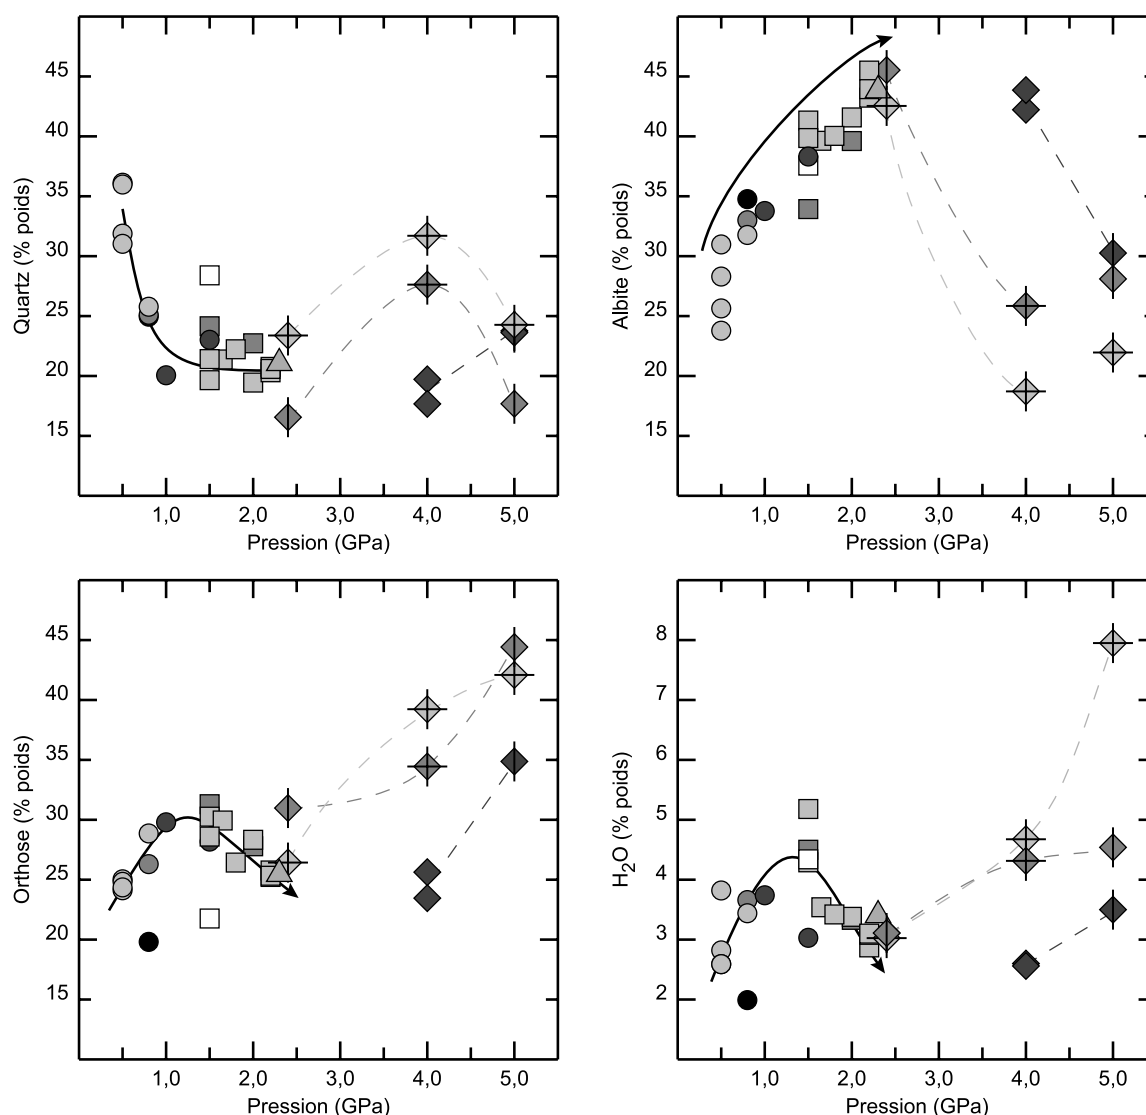 Quartz (% poids)
45
40
35
30
25
20
15
1,0 2,0 3,0 4,0 5,0
Pression (GPa)
Albite (% poids)
45
40
35
30
25
20
15
1,0 2,0 3,0 4,0 5,0
Pression (GPa)
Orthose (% poids)
45
40
35
30
25
20
15
1,0 2,0 3,0 4,0 5,0
Pression (GPa)
H₂O (% poids)
8
7
6
5
4
3
2
1,0 2,0 3,0 4,0 5,0
Pression (GPa)